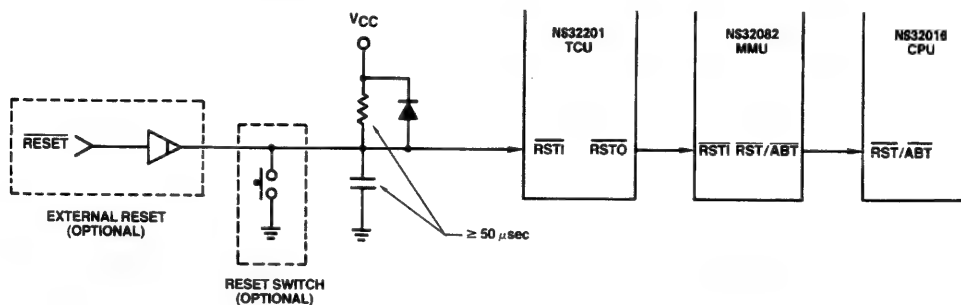 VCC
NS32201
TCU
NS32082
MMU
NS32016
CPU
RESET
RSTI RSTO
RSTI RST/ABT
RST/ABT
EXTERNAL RESET
(OPTIONAL)
≥ 50 μsec
RESET SWITCH
(OPTIONAL)